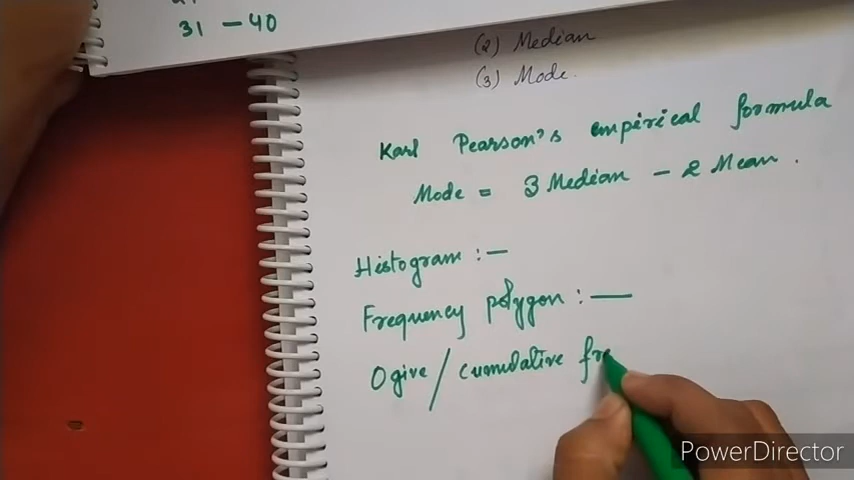 31 – 40
(2) Median
(3) Mode.
Karl Pearson's empirical formula
Mode = 3 Median – 2 Mean .
Histogram :–
Frequency polygon :—
Ogive / cumulative fre
PowerDirector